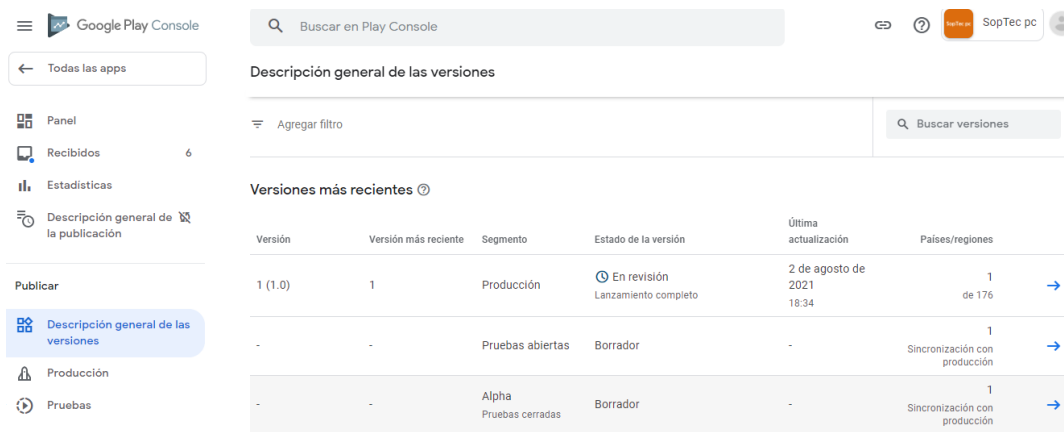 Google Play Console
Buscar en Play Console
SopTec pc
SopTec pc
Todas las apps
Descripción general de las versiones
Panel
Agregar filtro
Buscar versiones
Recibidos 6
Estadísticas
Versiones más recientes
Descripción general de
la publicación
Versión
Versión más reciente
Segmento
Estado de la versión
Última
actualización
Países/regiones
Publicar
1 (1.0)
1
Producción
En revisión
Lanzamiento completo
2 de agosto de
2021
18:34
1
de 176
Descripción general de las
versiones
-
-
Pruebas abiertas
Borrador
-
1
Sincronización con
producción
Producción
Pruebas
-
-
Alpha
Pruebas cerradas
Borrador
-
1
Sincronización con
producción